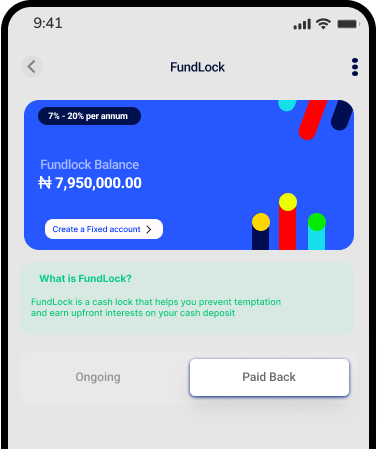 9:41
FundLock
7% - 20% per annum
Fundlock Balance
₦ 7,950,000.00
Create a Fixed account
What is FundLock?
FundLock is a cash lock that helps you prevent temptation
and earn upfront interests on your cash deposit
Ongoing
Paid Back